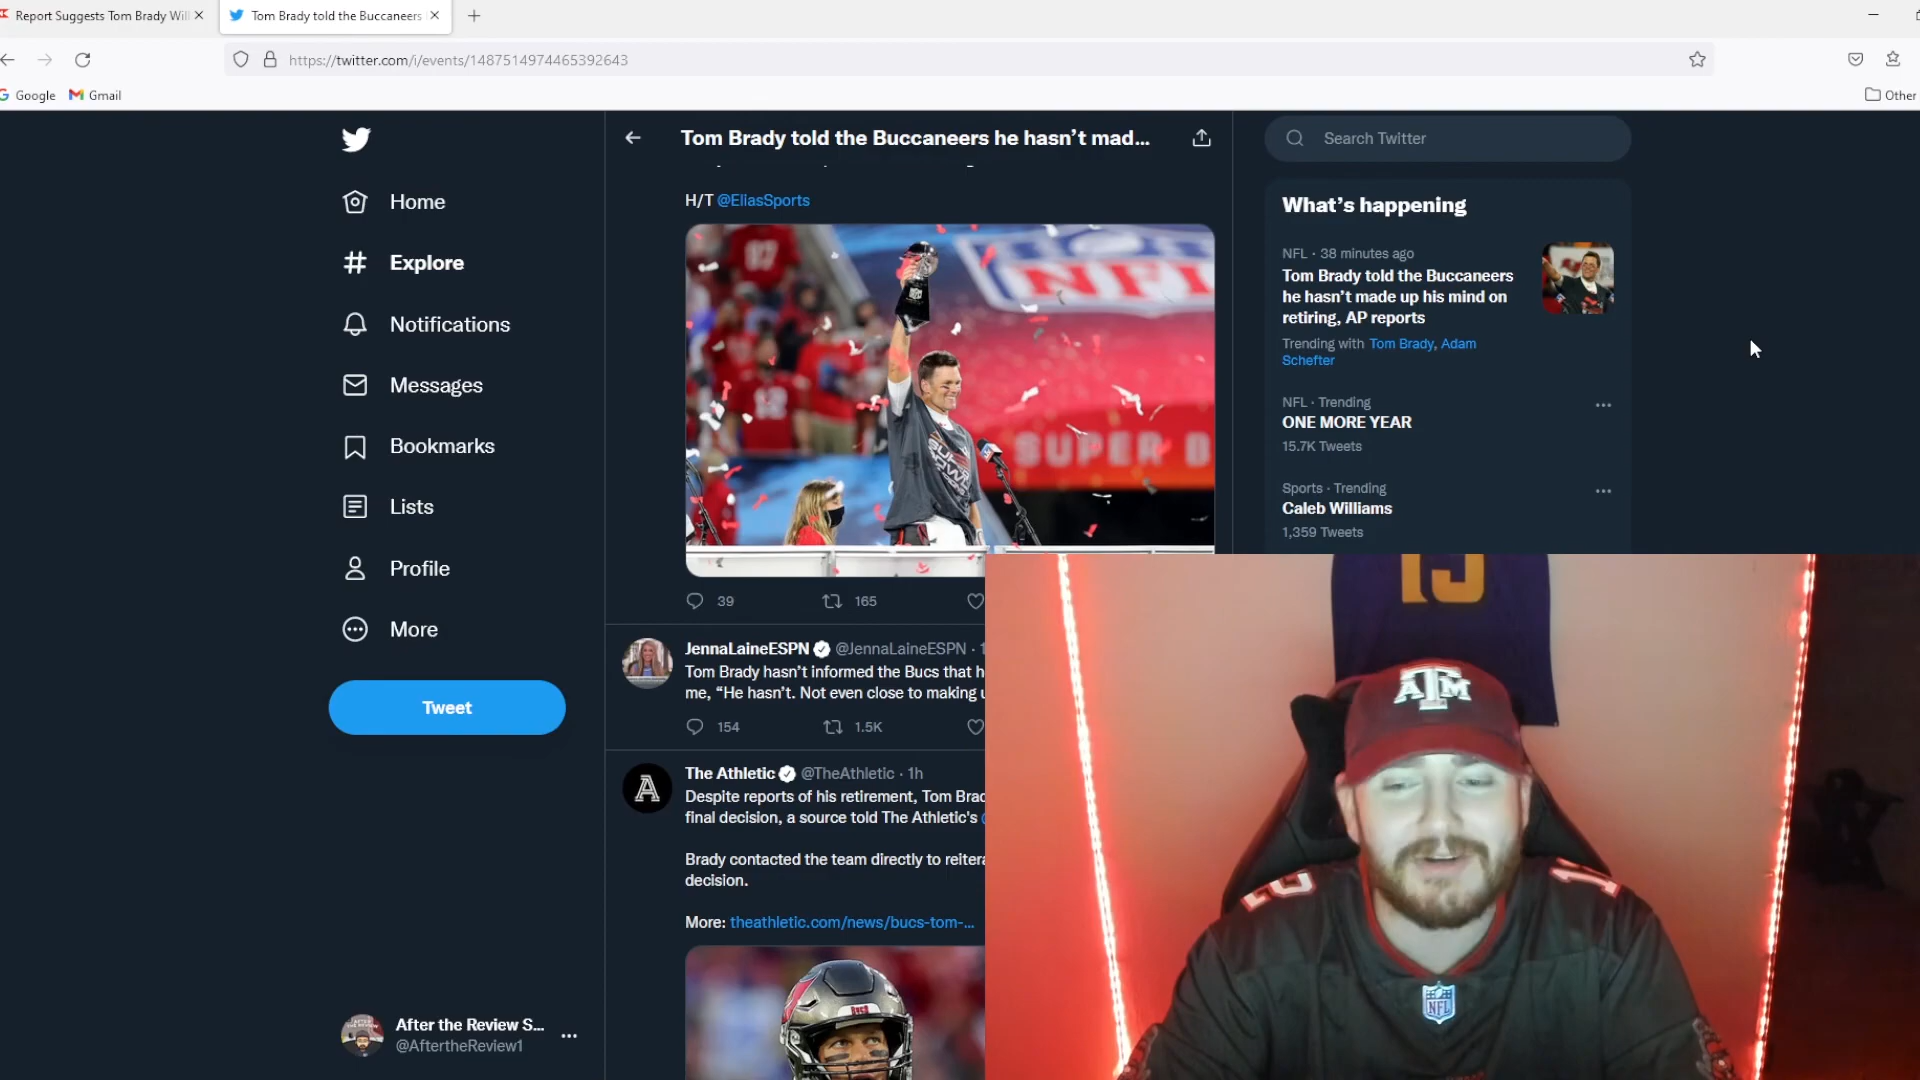 Report Suggests Tom Brady Will
Tom Brady told the Buccaneers
https://twitter.com/i/events/1487514974465392643
Google
Gmail
Other
Home
Explore
Notifications
Messages
Bookmarks
Lists
Profile
More
Tweet
After the Review S...
@AftertheReview1
Tom Brady told the Buccaneers he hasn't mad...
H/T @EliasSports
NFL
SUPER B
39
165
JennaLaineESPN @JennaLaineESPN ·
Tom Brady hasn't informed the Bucs that h
me, "He hasn't. Not even close to making
154
1.5K
The Athletic @TheAthletic · 1h
Despite reports of his retirement, Tom Brad
final decision, a source told The Athletic's
Brady contacted the team directly to reitera
decision.
More: theathletic.com/news/bucs-tom-...
Search Twitter
What's happening
NFL · 38 minutes ago
Tom Brady told the Buccaneers
he hasn't made up his mind on
retiring, AP reports
Trending with Tom Brady, Adam
Schefter
NFL · Trending
ONE MORE YEAR
15.7K Tweets
Sports · Trending
Caleb Williams
1,359 Tweets
ATM
12
NFL